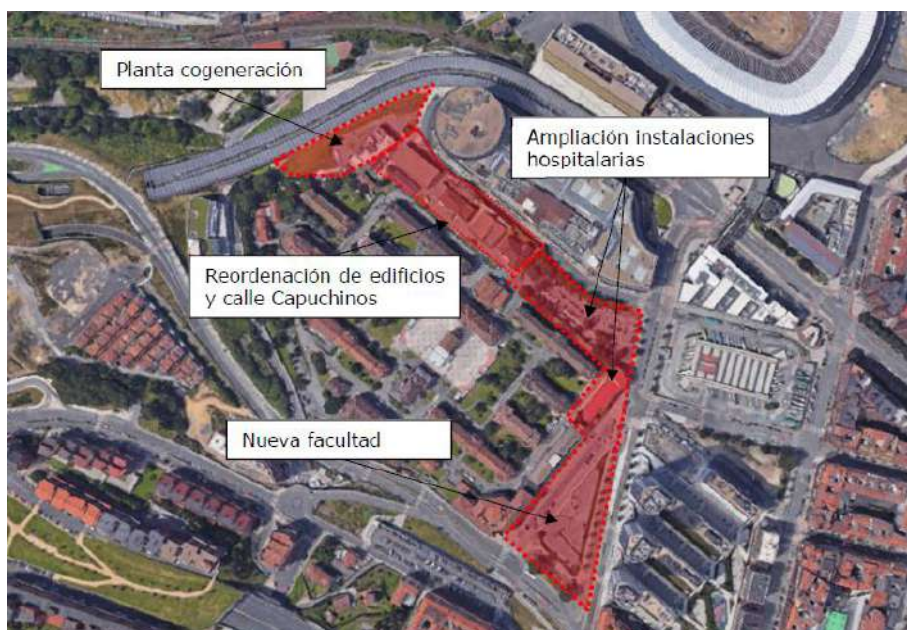 Planta cogeneración
Ampliación instalaciones
hospitalarias
Reordenación de edificios
y calle Capuchinos
Nueva facultad